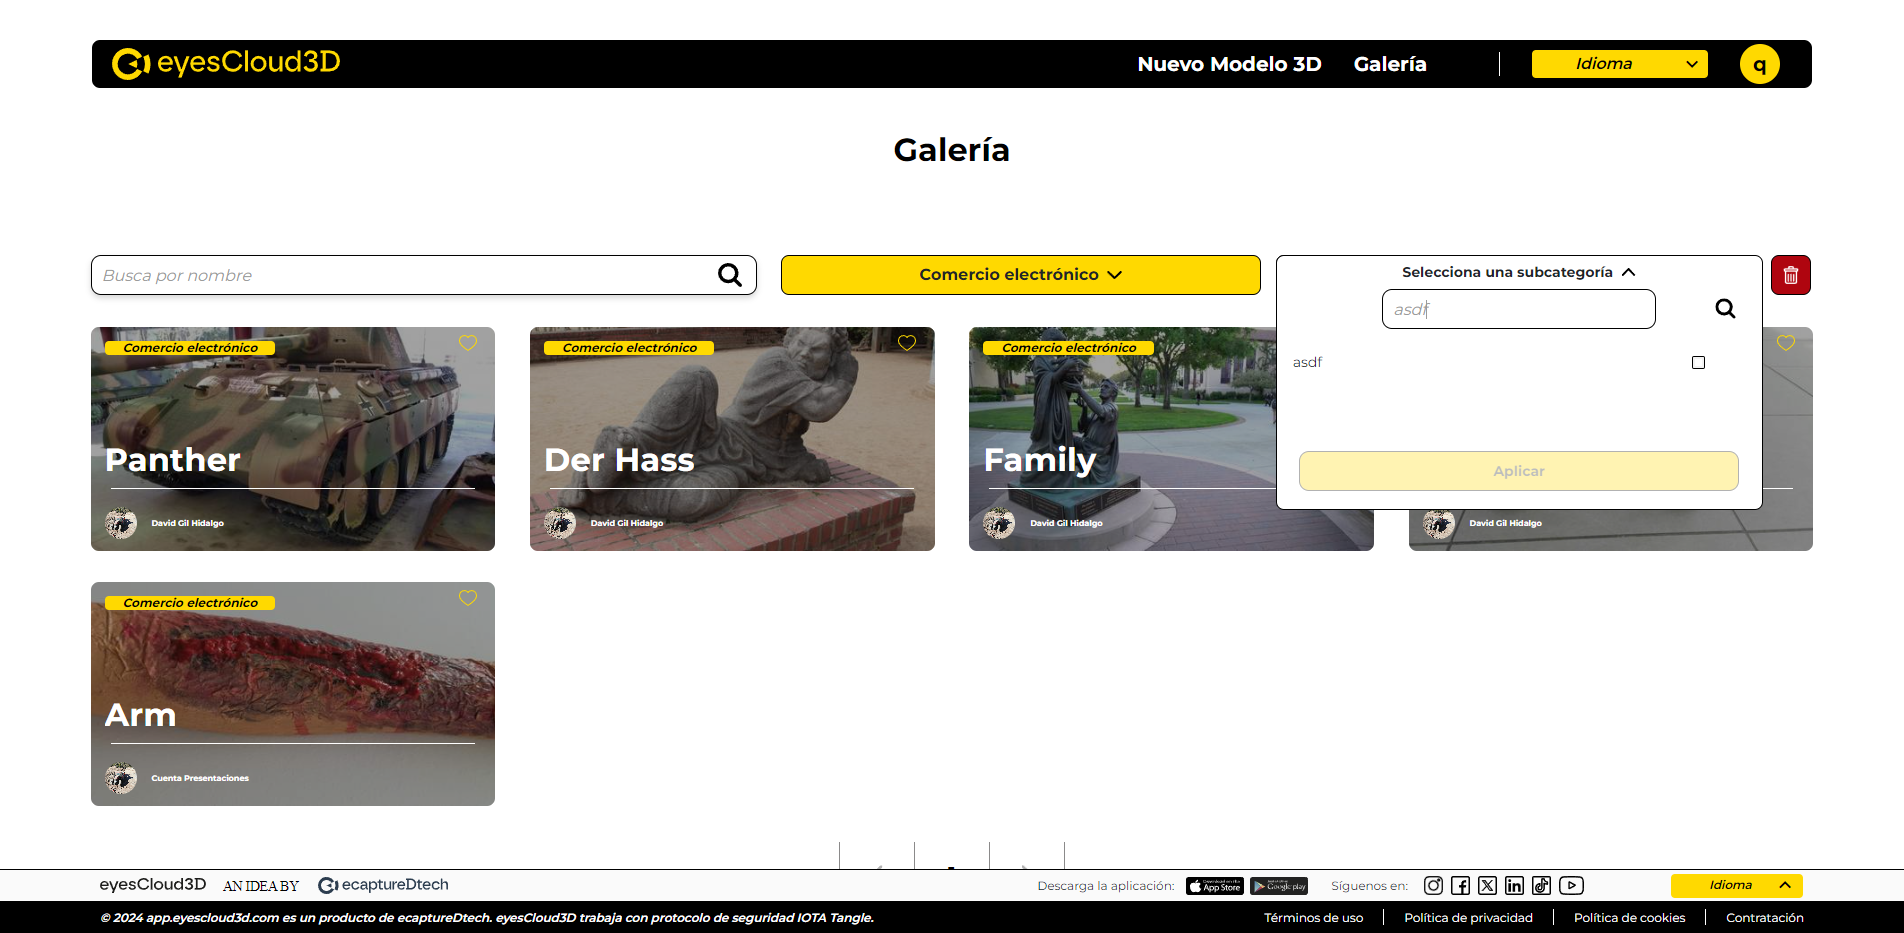 eyesCloud3D
Nuevo Modelo 3D
Galería
Idioma
q
Galería
Busca por nombre
Comercio electrónico
Selecciona una subcategoría
asdf
asdf
Aplicar
Comercio electrónico
Panther
David Gil Hidalgo
Comercio electrónico
Der Hass
David Gil Hidalgo
Comercio electrónico
Family
David Gil Hidalgo
David Gil Hidalgo
Comercio electrónico
Arm
Cuenta Presentaciones
eyesCloud3D AN IDEA BY ecaptureDtech
Descarga la aplicación:
App Store
Google play
Síguenos en:
Idioma
© 2024 app.eyescloud3d.com es un producto de ecaptureDtech. eyesCloud3D trabaja con protocolo de seguridad IOTA Tangle.
Términos de uso
Política de privacidad
Política de cookies
Contratación